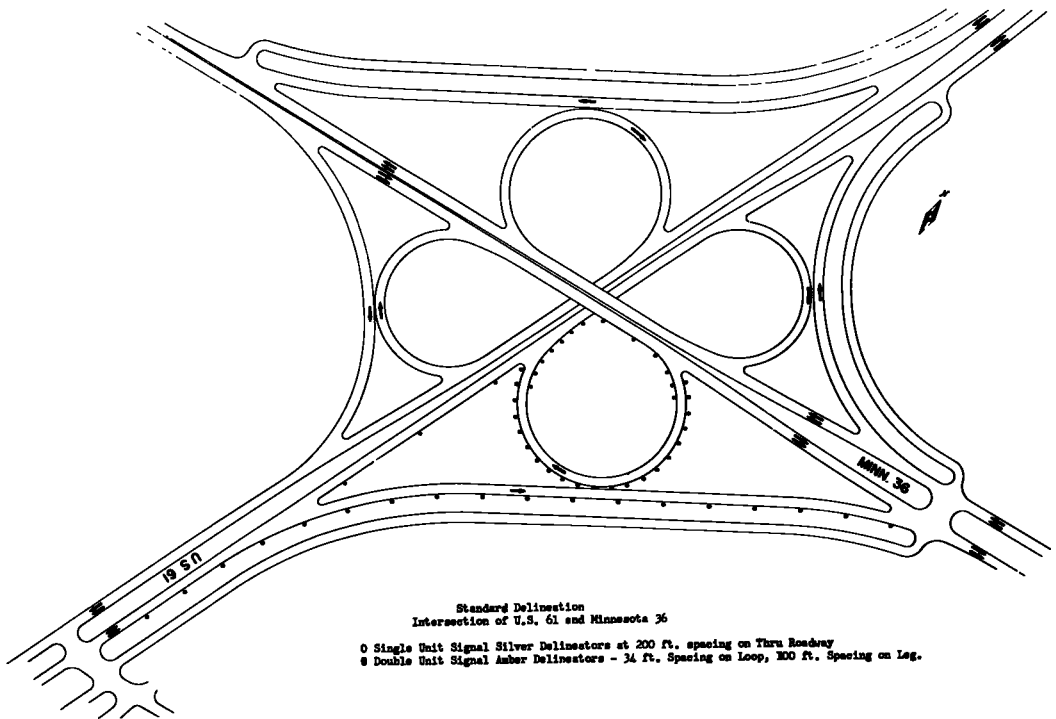 N
MINN. 36
US 61
Standard Delineation
Intersection of U.S. 61 and Minnesota 36
O Single Unit Signal Silver Delineators at 200 ft. spacing on Thru Roadway
Double Unit Signal Amber Delineators - 34 ft. Spacing on Loop, 100 ft. Spacing on Leg.